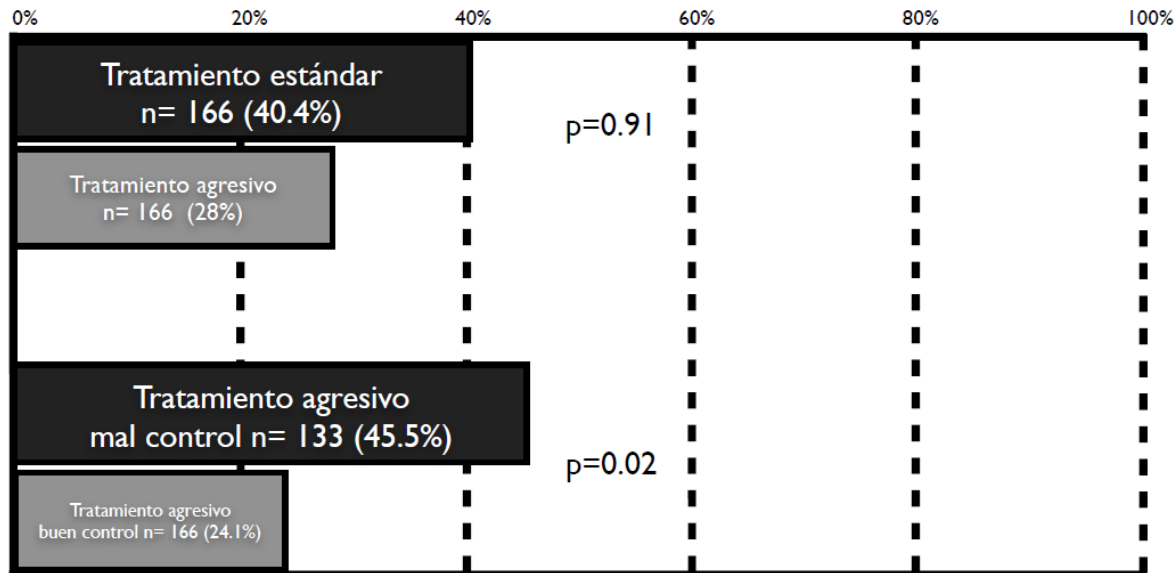 0% 20% 40% 60% 80% 100%
Tratamiento estándar
n= 166 (40.4%)
p=0.91
Tratamiento agresivo
n= 166 (28%)
Tratamiento agresivo
mal control n= 133 (45.5%)
p=0.02
Tratamiento agresivo
buen control n= 166 (24.1%)